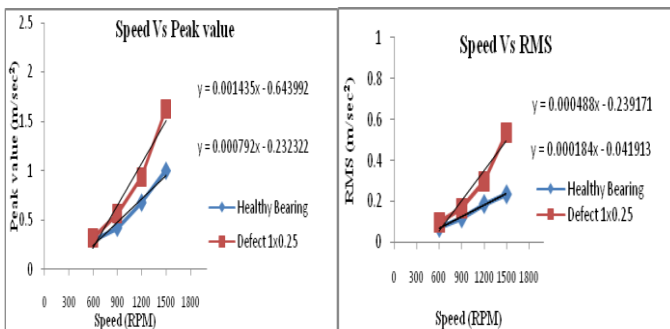 Speed Vs Peak value
Peak value (m/sec²)
2.5
2
1.5
1
0.5
0
y = 0.001435x - 0.643992
y = 0.000792x - 0.232322
Healthy Bearing
Defect 1x0.25
0 300 600 900 1200 1500 1800
Speed (RPM)
Speed Vs RMS
RMS (m/sec²)
1
0.8
0.6
0.4
0.2
0
y = 0.000488x - 0.239171
y = 0.000184x - 0.041913
Healthy Bearing
Defect 1x0.25
0 300 600 900 1200 1500 1800
Speed (RPM)